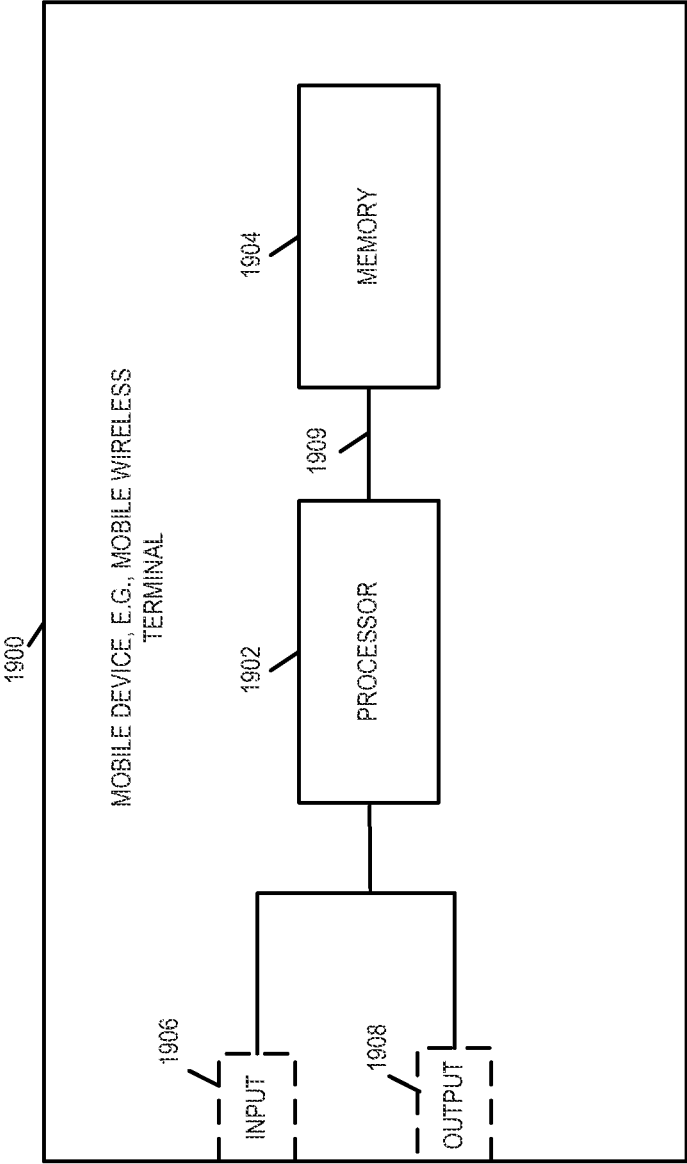 1900
MOBILE DEVICE, E.G., MOBILE WIRELESS
TERMINAL
1906
INPUT
1908
OUTPUT
1902
PROCESSOR
1909
1904
MEMORY